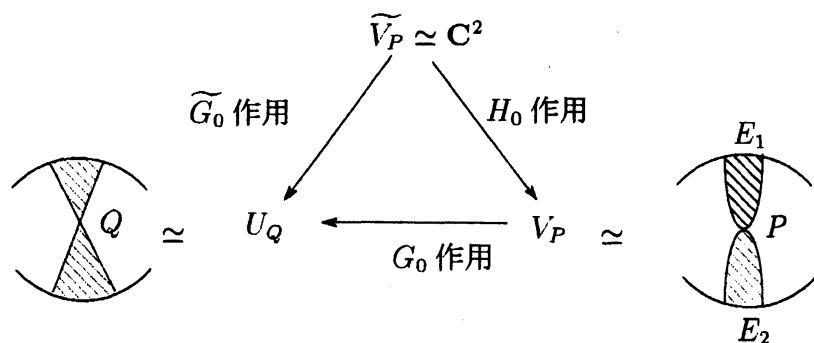 $\widetilde{V_P} \simeq \mathbf{C}^2$
$\widetilde{G}_0$ 作用
$H_0$ 作用
$E_1$
$Q$ $\simeq$ $U_Q$ $V_P$ $\simeq$ $P$
$G_0$ 作用
$E_2$